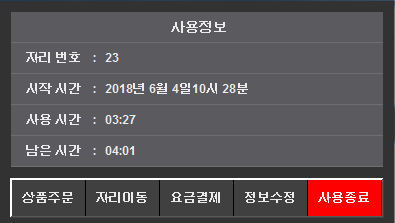 사용정보
자리 번호 : 23
시작 시간 : 2018년 6월 4일10시 28분
사용 시간 : 03:27
남은 시간 : 04:01
상품주문 자리이동 요금결제 정보수정 사용종료